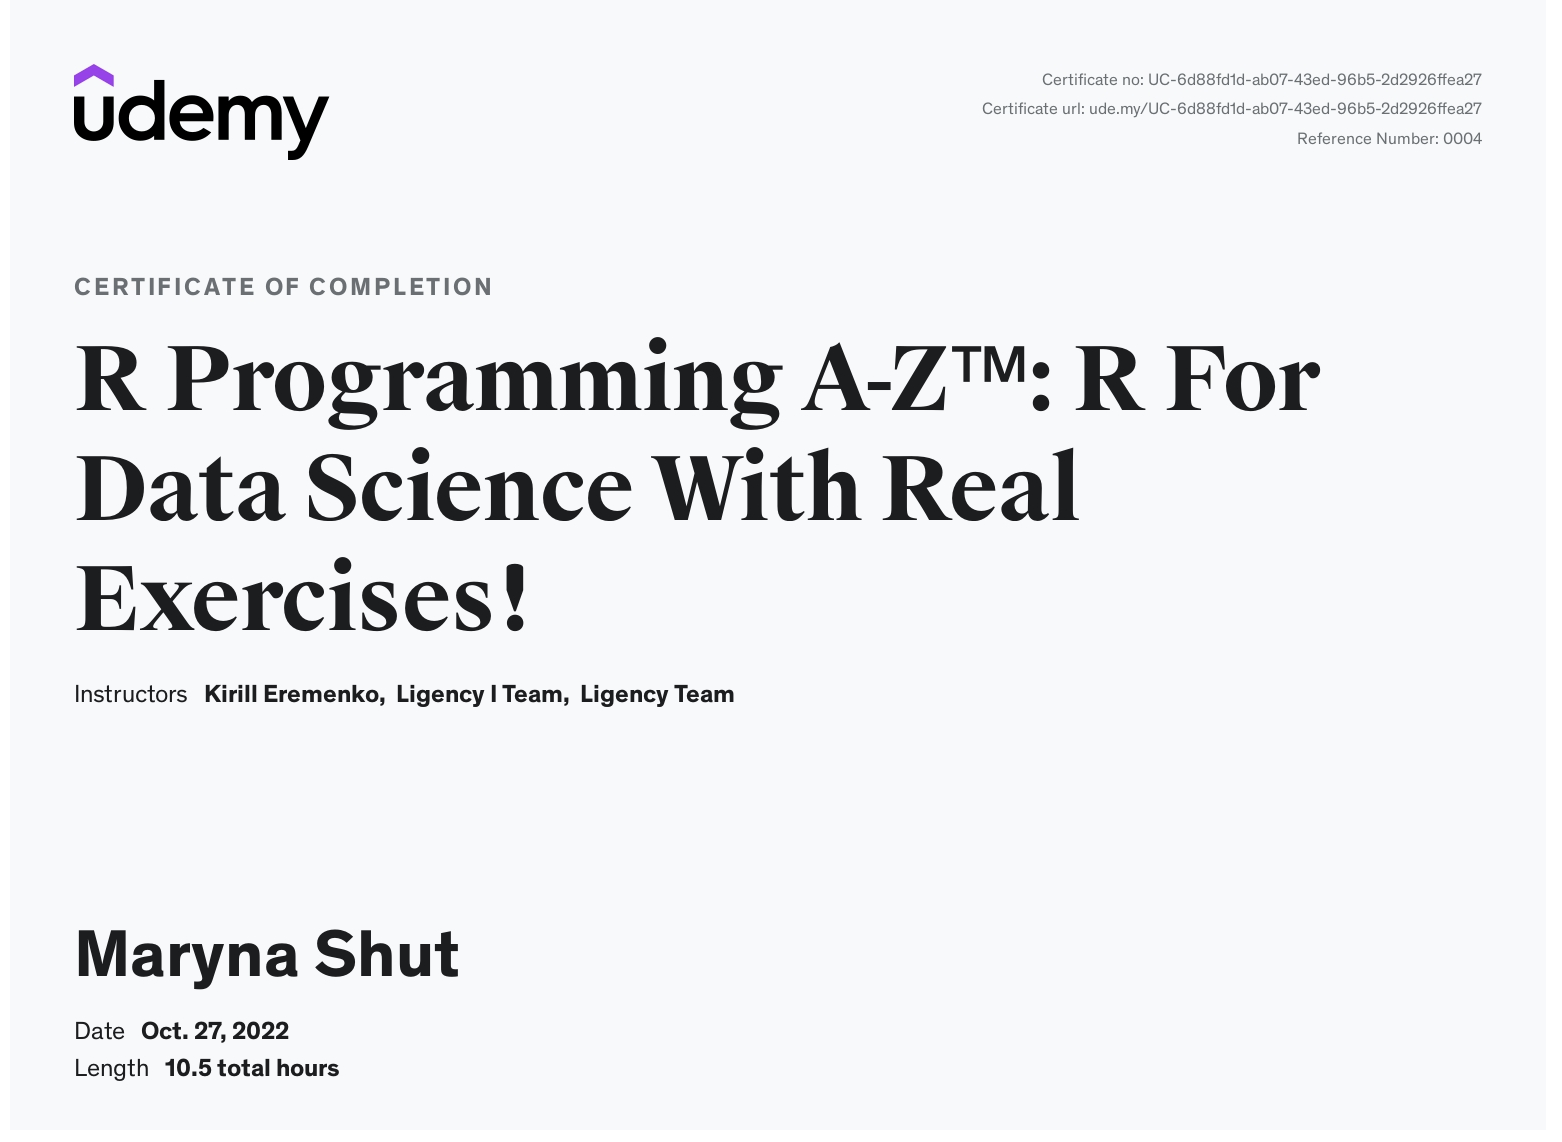 udemy
Certificate no: UC-6d88fd1d-ab07-43ed-96b5-2d2926ffea27
Certificate url: ude.my/UC-6d88fd1d-ab07-43ed-96b5-2d2926ffea27
Reference Number: 0004
CERTIFICATE OF COMPLETION
R Programming A-Z™: R For
Data Science With Real
Exercises!
Instructors Kirill Eremenko, Ligency I Team, Ligency Team
Maryna Shut
Date Oct. 27, 2022
Length 10.5 total hours